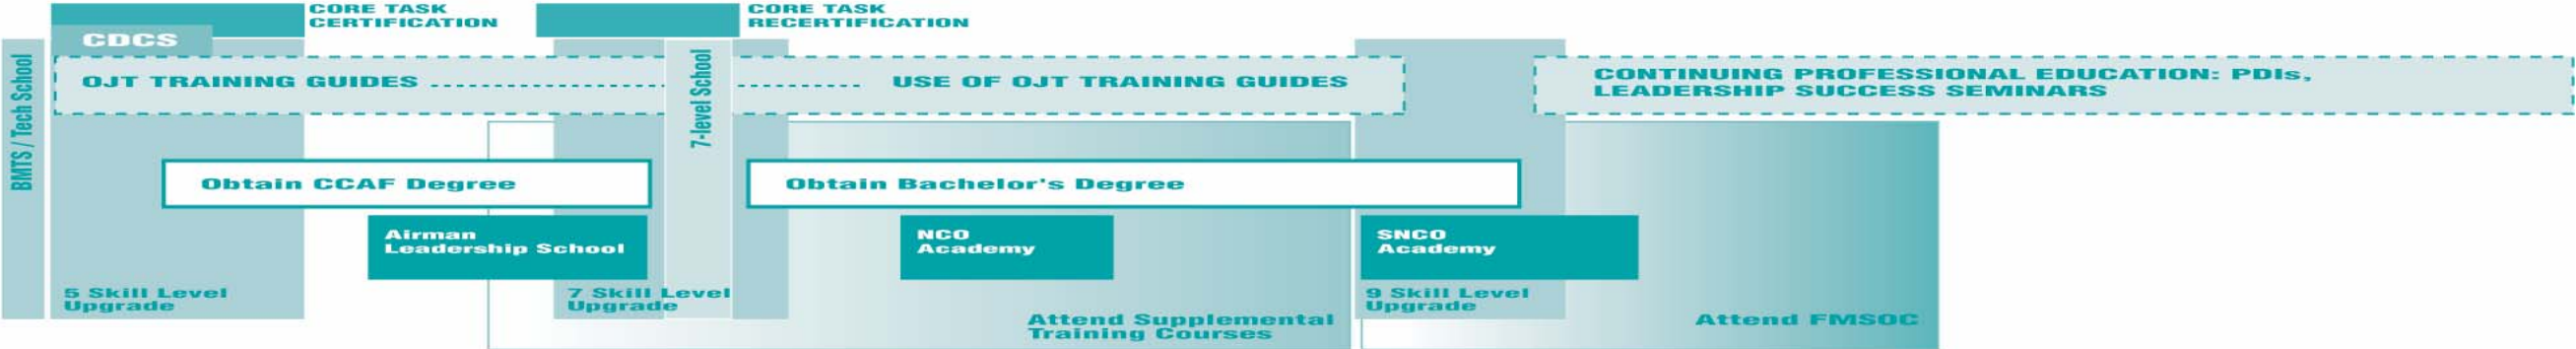 CORE TASK
CERTIFICATION
CORE TASK
RECERTIFICATION
CDCS
BMTS / Tech School
OJT TRAINING GUIDES
7-level School
USE OF OJT TRAINING GUIDES
CONTINUING PROFESSIONAL EDUCATION: PDIs,
LEADERSHIP SUCCESS SEMINARS
Obtain CCAF Degree
Obtain Bachelor's Degree
Airman
Leadership School
NCO
Academy
SNCO
Academy
5 Skill Level
Upgrade
7 Skill Level
Upgrade
9 Skill Level
Upgrade
Attend Supplemental
Training Courses
Attend FMSOC